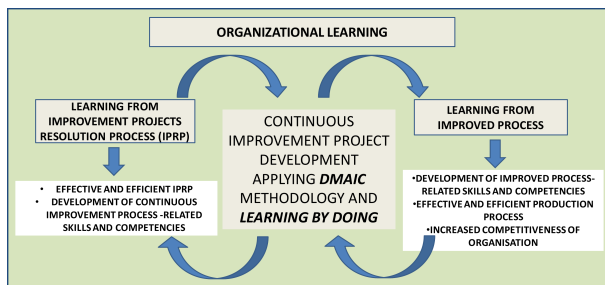 ORGANIZATIONAL LEARNING
LEARNING FROM
IMPROVEMENT PROJECTS
RESOLUTION PROCESS (IPRP)
• EFFECTIVE AND EFFICIENT IPRP
• DEVELOPMENT OF CONTINUOUS
IMPROVEMENT PROCESS -RELATED
SKILLS AND COMPETENCIES
CONTINUOUS
IMPROVEMENT PROJECT
DEVELOPMENT
APPLYING DMAIC
METHODOLOGY AND
LEARNING BY DOING
LEARNING FROM
IMPROVED PROCESS
•DEVELOPMENT OF IMPROVED PROCESS-
RELATED SKILLS AND COMPETENCIES
•EFFECTIVE AND EFFICIENT PRODUCTION
PROCESS
•INCREASED COMPETITIVENESS OF
ORGANISATION